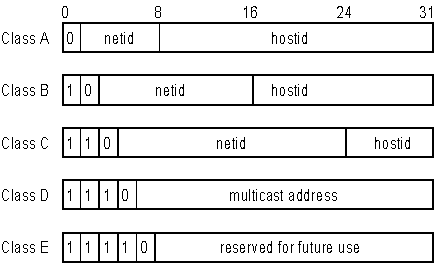 0 8 16 24 31
Class A 0 netid hostid
Class B 1 0 netid hostid
Class C 1 1 0 netid hostid
Class D 1 1 1 0 multicast address
Class E 1 1 1 1 0 reserved for future use